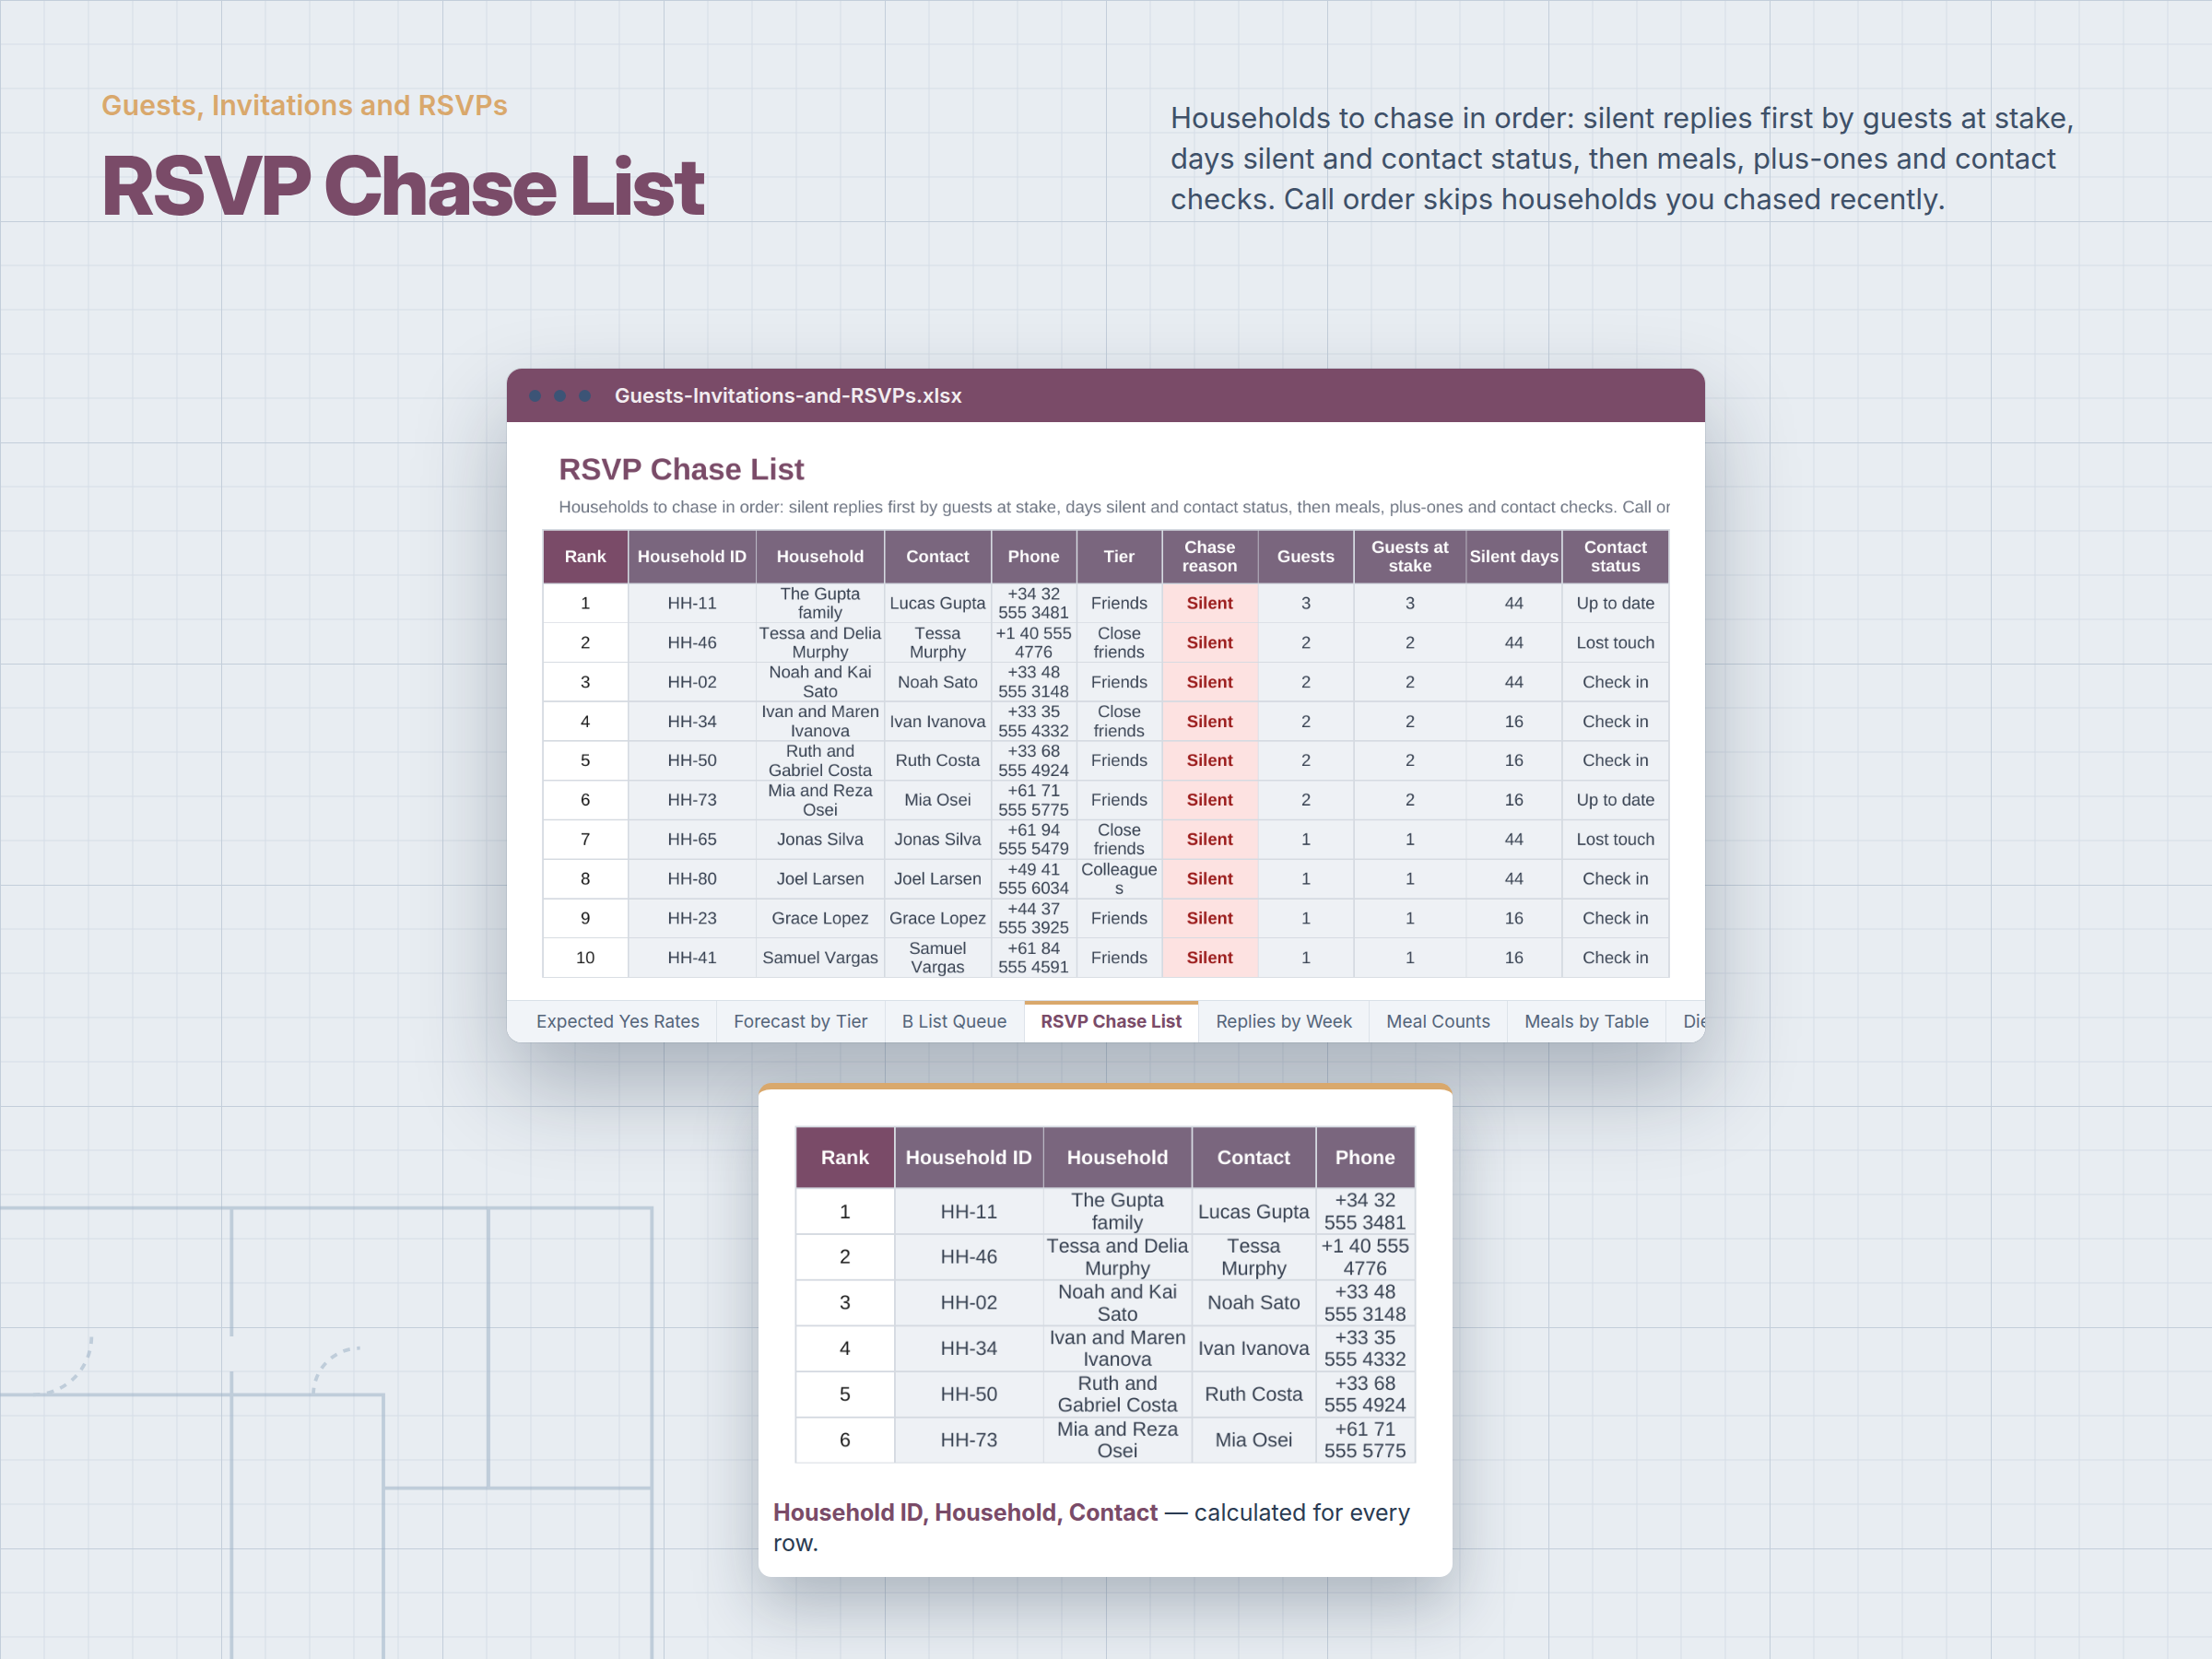 Guests, Invitations and RSVPs
RSVP Chase List
Households to chase in order: silent replies first by guests at stake,
days silent and contact status, then meals, plus-ones and contact
checks. Call order skips households you chased recently.
Guests-Invitations-and-RSVPs.xlsx
RSVP Chase List
Households to chase in order: silent replies first by guests at stake, days silent and contact status, then meals, plus-ones and contact checks. Call or
Rank Household ID Household Contact Phone Tier Chase reason Guests Guests at stake Silent days Contact status
1 HH-11 The Gupta family Lucas Gupta +34 32 555 3481 Friends Silent 3 3 44 Up to date
2 HH-46 Tessa and Delia Murphy Tessa Murphy +1 40 555 4776 Close friends Silent 2 2 44 Lost touch
3 HH-02 Noah and Kai Sato Noah Sato +33 48 555 3148 Friends Silent 2 2 44 Check in
4 HH-34 Ivan and Maren Ivanova Ivan Ivanova +33 35 555 4332 Close friends Silent 2 2 16 Check in
5 HH-50 Ruth and Gabriel Costa Ruth Costa +33 68 555 4924 Friends Silent 2 2 16 Check in
6 HH-73 Mia and Reza Osei Mia Osei +61 71 555 5775 Friends Silent 2 2 16 Up to date
7 HH-65 Jonas Silva Jonas Silva +61 94 555 5479 Close friends Silent 1 1 44 Lost touch
8 HH-80 Joel Larsen Joel Larsen +49 41 555 6034 Colleagues Silent 1 1 44 Check in
9 HH-23 Grace Lopez Grace Lopez +44 37 555 3925 Friends Silent 1 1 16 Check in
10 HH-41 Samuel Vargas Samuel Vargas +61 84 555 4591 Friends Silent 1 1 16 Check in
Expected Yes Rates Forecast by Tier B List Queue RSVP Chase List Replies by Week Meal Counts Meals by Table Die
Rank Household ID Household Contact Phone
1 HH-11 The Gupta family Lucas Gupta +34 32 555 3481
2 HH-46 Tessa and Delia Murphy Tessa Murphy +1 40 555 4776
3 HH-02 Noah and Kai Sato Noah Sato +33 48 555 3148
4 HH-34 Ivan and Maren Ivanova Ivan Ivanova +33 35 555 4332
5 HH-50 Ruth and Gabriel Costa Ruth Costa +33 68 555 4924
6 HH-73 Mia and Reza Osei Mia Osei +61 71 555 5775
Household ID, Household, Contact — calculated for every
row.